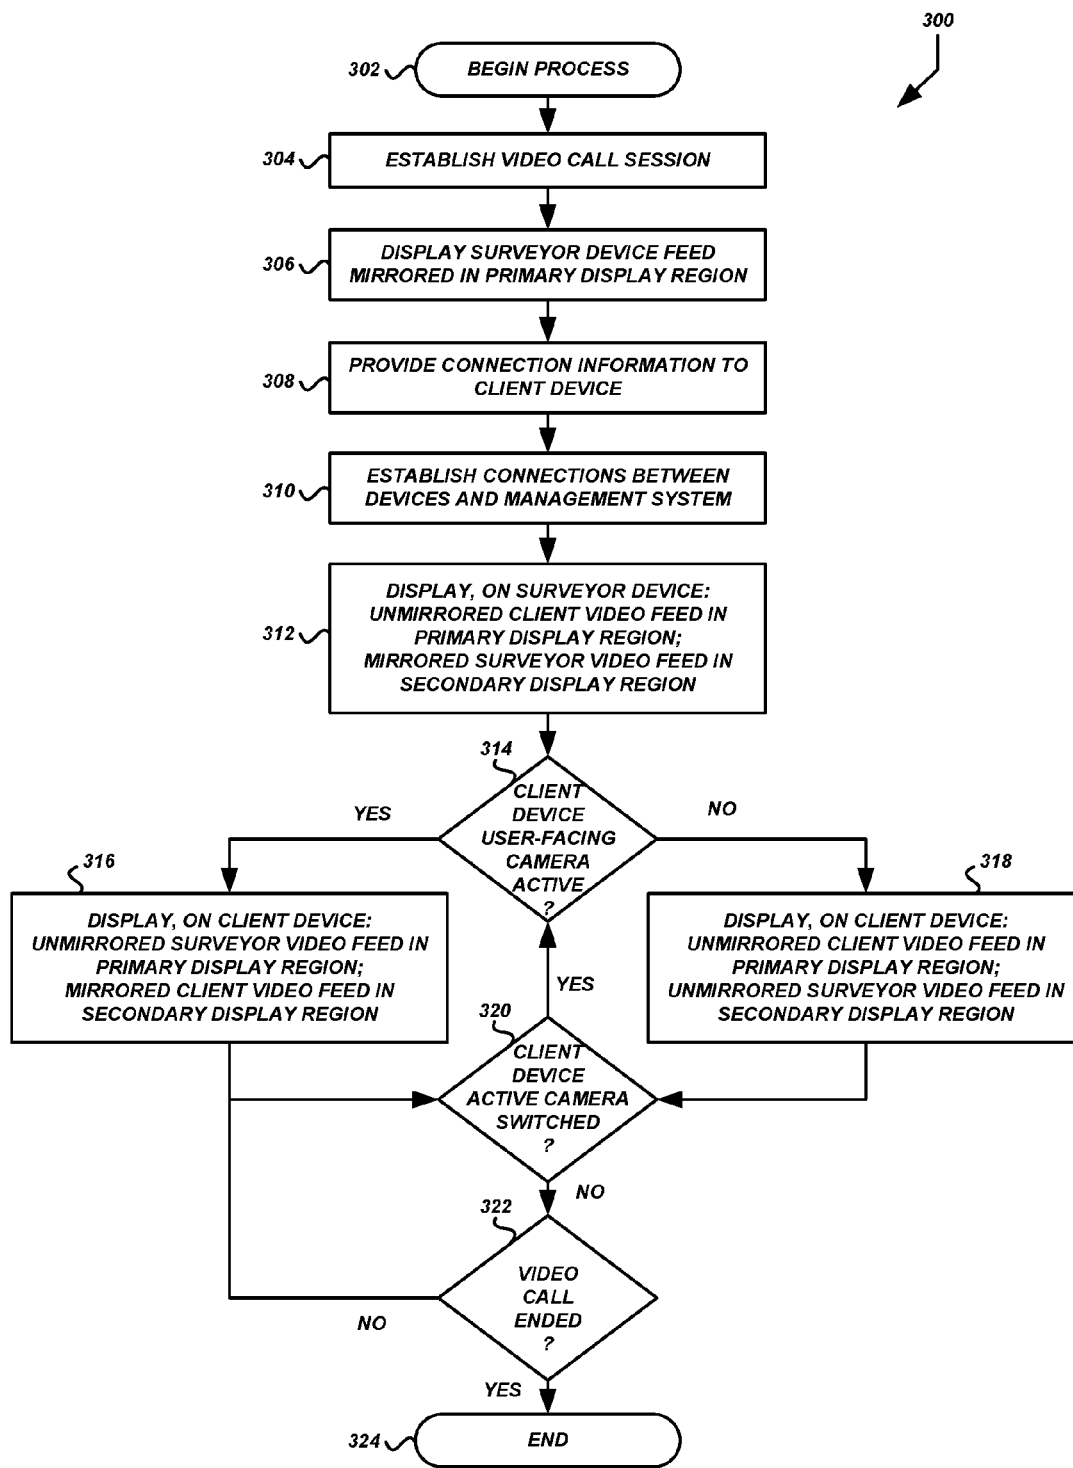 300
302
BEGIN PROCESS
304
ESTABLISH VIDEO CALL SESSION
306
DISPLAY SURVEYOR DEVICE FEED
MIRRORED IN PRIMARY DISPLAY REGION
308
PROVIDE CONNECTION INFORMATION TO
CLIENT DEVICE
310
ESTABLISH CONNECTIONS BETWEEN
DEVICES AND MANAGEMENT SYSTEM
312
DISPLAY, ON SURVEYOR DEVICE:
UNMIRRORED CLIENT VIDEO FEED IN
PRIMARY DISPLAY REGION;
MIRRORED SURVEYOR VIDEO FEED IN
SECONDARY DISPLAY REGION
314
CLIENT
DEVICE
USER-FACING
CAMERA
ACTIVE
?
YES
NO
316
DISPLAY, ON CLIENT DEVICE:
UNMIRRORED SURVEYOR VIDEO FEED IN
PRIMARY DISPLAY REGION;
MIRRORED CLIENT VIDEO FEED IN
SECONDARY DISPLAY REGION
318
DISPLAY, ON CLIENT DEVICE:
UNMIRRORED CLIENT VIDEO FEED IN
PRIMARY DISPLAY REGION;
UNMIRRORED SURVEYOR VIDEO FEED IN
SECONDARY DISPLAY REGION
YES
320
CLIENT
DEVICE
ACTIVE CAMERA
SWITCHED
?
NO
322
VIDEO
CALL
ENDED
?
NO
YES
324
END